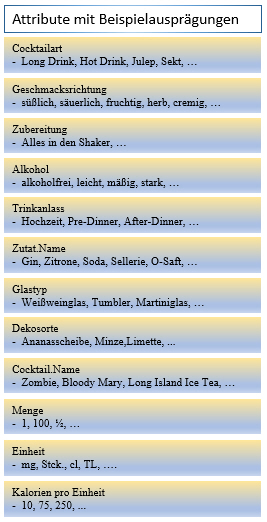 Attribute mit Beispielausprägungen
Cocktailart
- Long Drink, Hot Drink, Julep, Sekt, …
Geschmacksrichtung
- süßlich, säuerlich, fruchtig, herb, cremig, …
Zubereitung
- Alles in den Shaker, …
Alkohol
- alkoholfrei, leicht, mäßig, stark, …
Trinkanlass
- Hochzeit, Pre-Dinner, After-Dinner, …
Zutat.Name
- Gin, Zitrone, Soda, Sellerie, O-Saft, …
Glastyp
- Weißweinglas, Tumbler, Martiniglas, …
Dekosorte
- Ananasscheibe, Minze,Limette, ...
Cocktail.Name
- Zombie, Bloody Mary, Long Island Ice Tea, …
Menge
- 1, 100, ½, …
Einheit
- mg, Stck., cl, TL, ….
Kalorien pro Einheit
- 10, 75, 250, ...